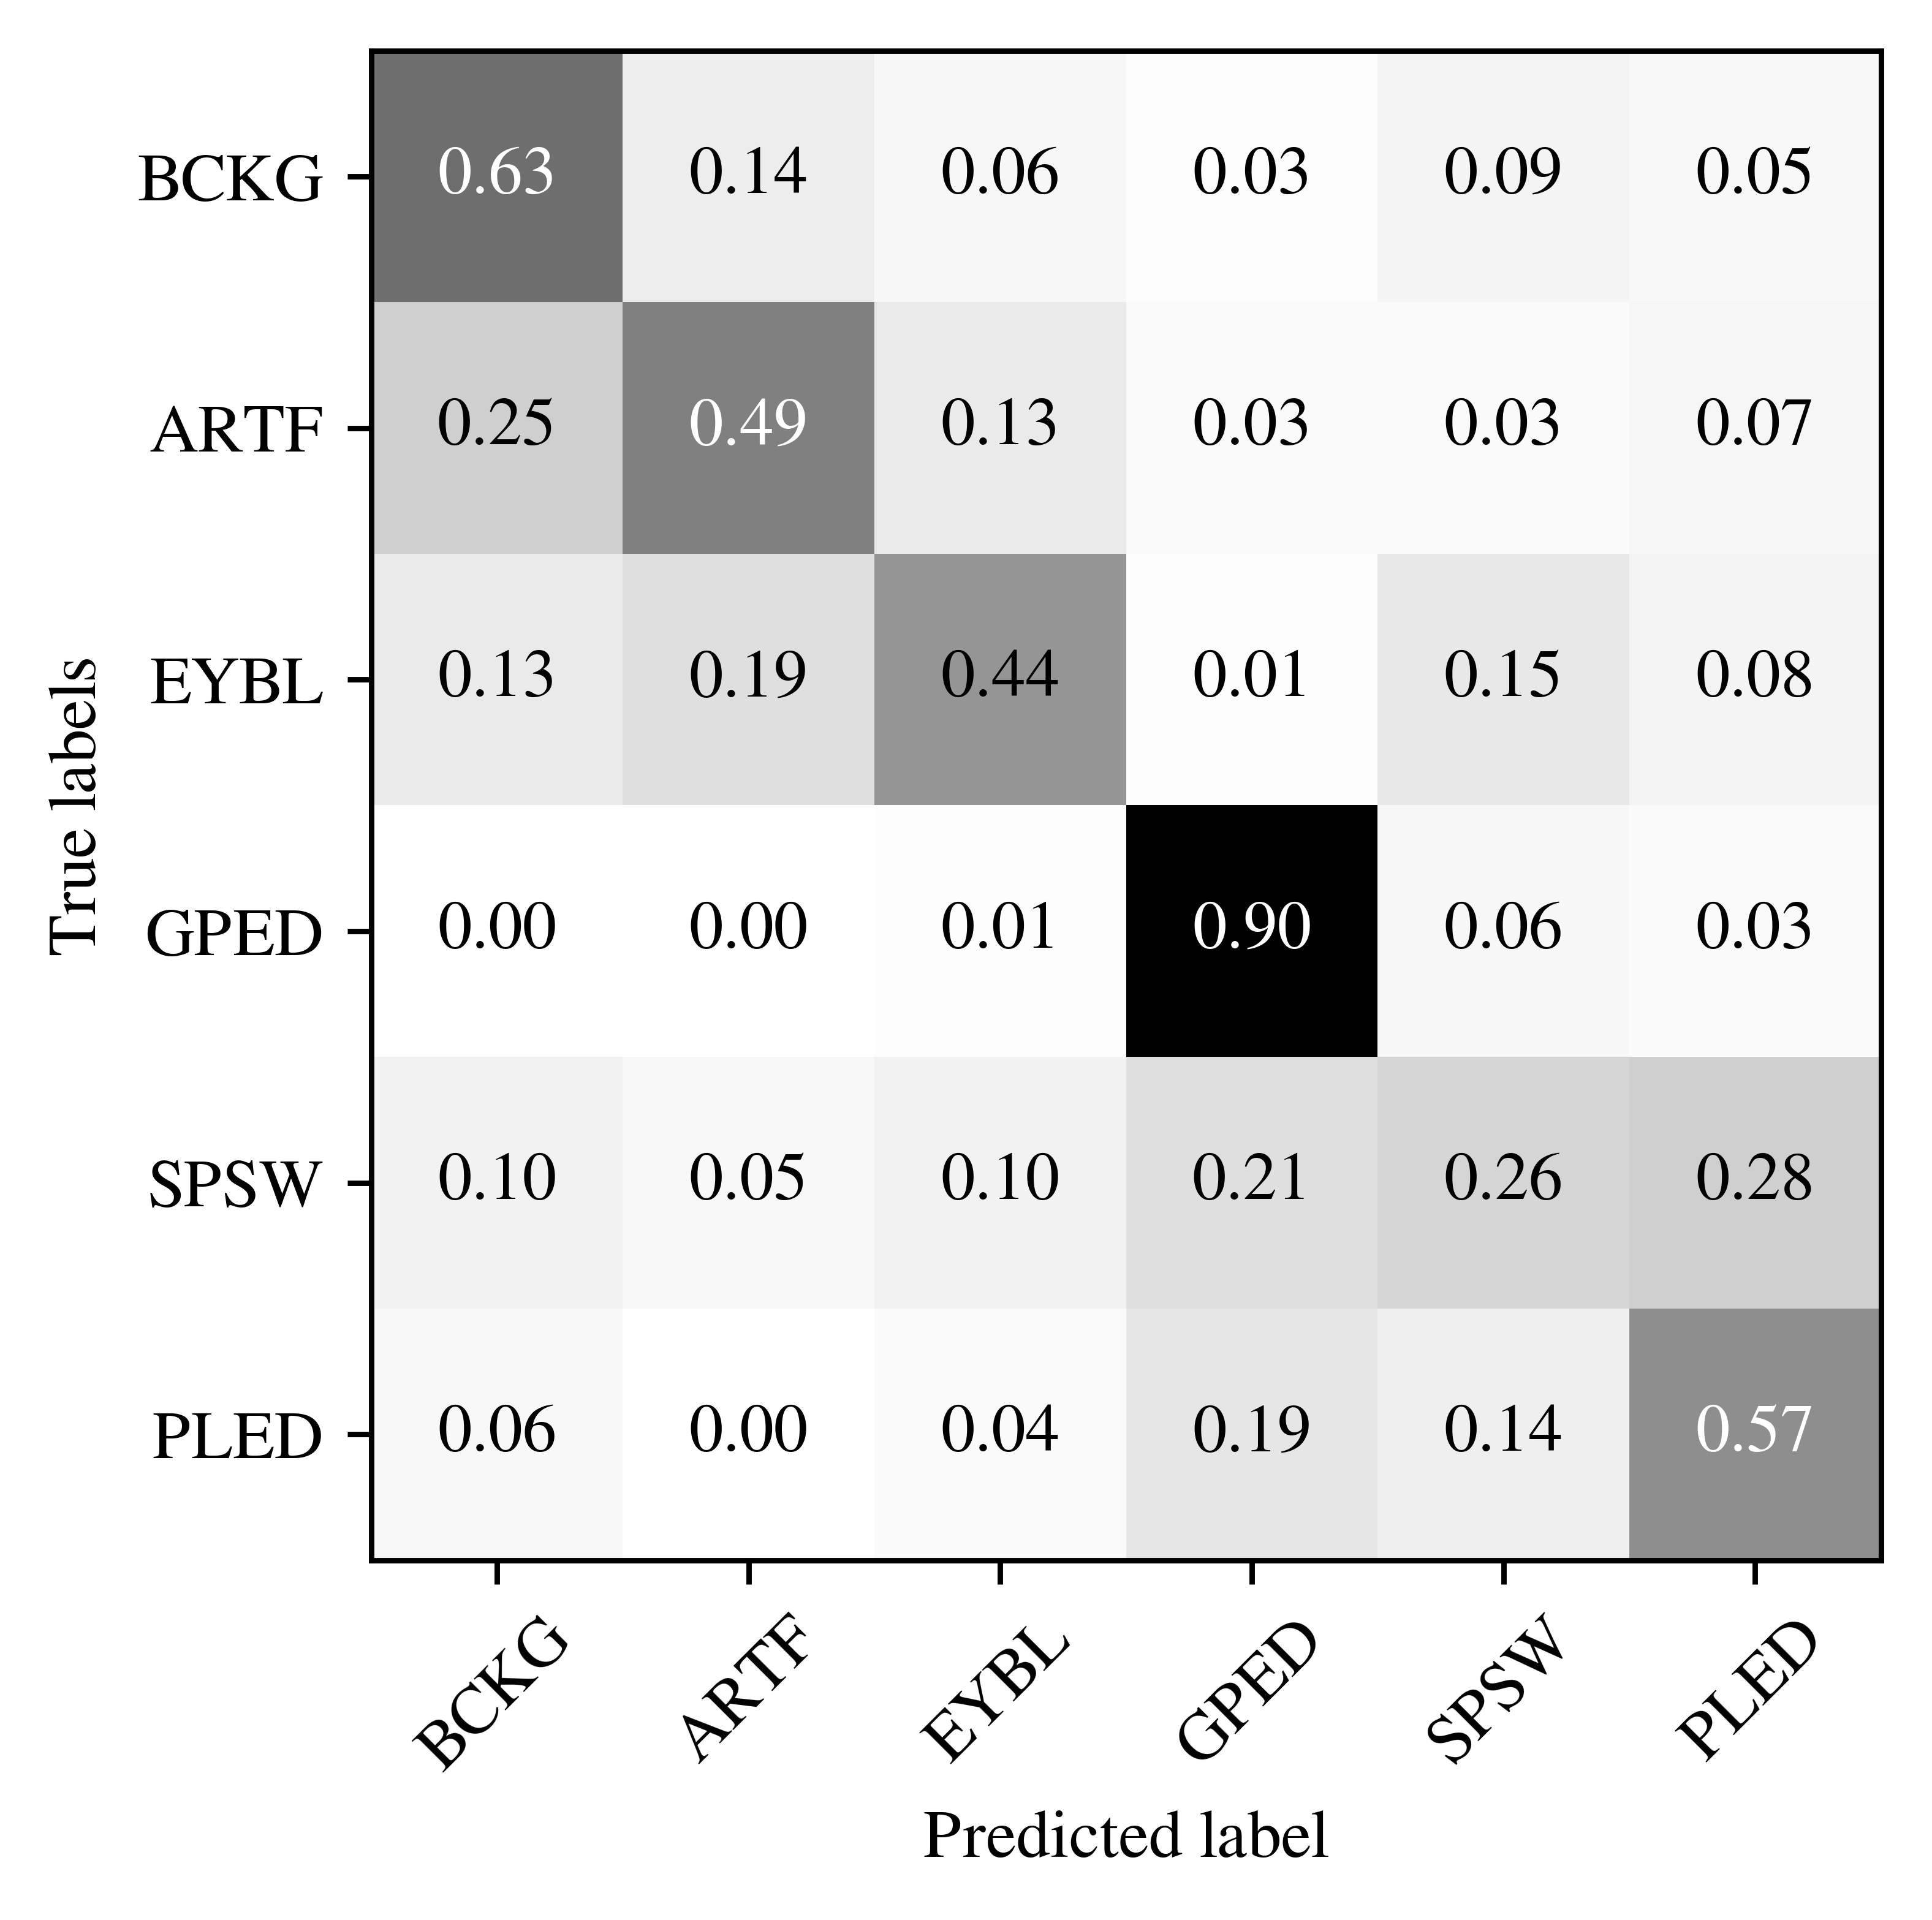 BCKG 0.63 0.14 0.06 0.03 0.09 0.05
ARTF 0.25 0.49 0.13 0.03 0.03 0.07
EYBL 0.13 0.19 0.44 0.01 0.15 0.08
GPED 0.00 0.00 0.01 0.90 0.06 0.03
SPSW 0.10 0.05 0.10 0.21 0.26 0.28
PLED 0.06 0.00 0.04 0.19 0.14 0.57
True labels
BCKG ARTF EYBL GPED SPSW PLED
Predicted label